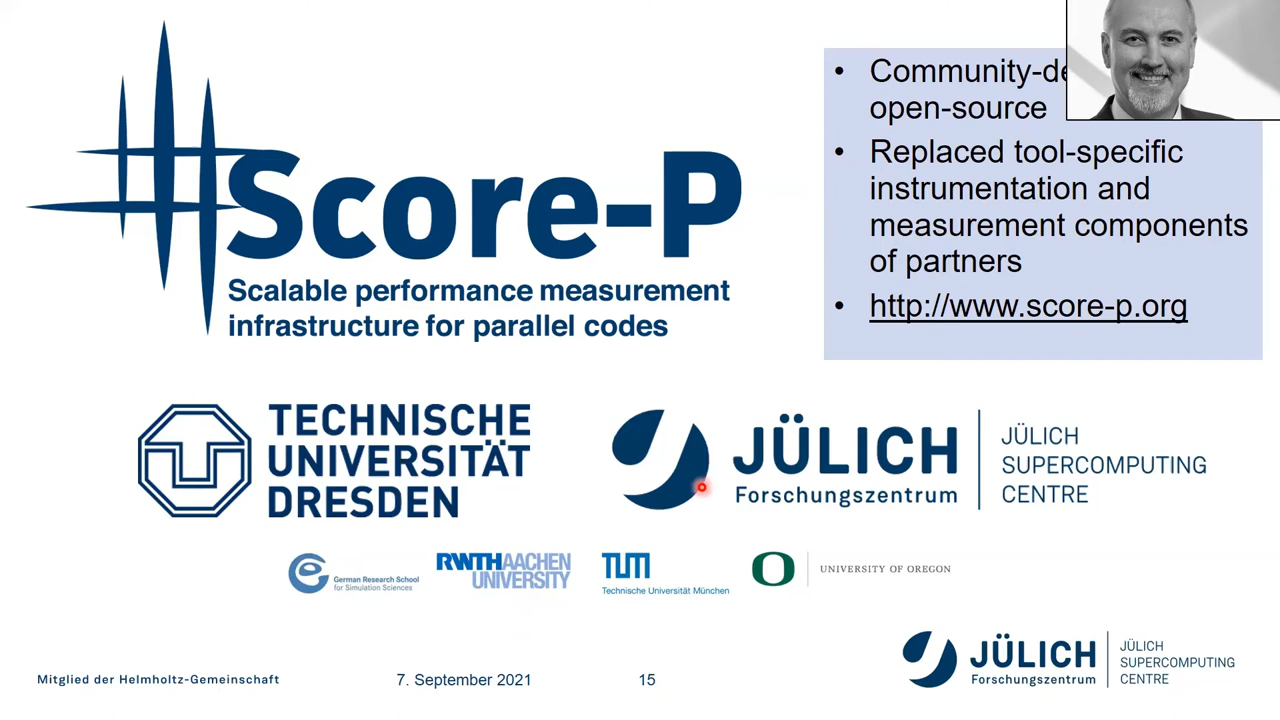 Score-P
Scalable performance measurement
infrastructure for parallel codes
• Community-de
open-source
• Replaced tool-specific
instrumentation and
measurement components
of partners
• http://www.score-p.org
TECHNISCHE
UNIVERSITÄT
DRESDEN
JÜLICH
Forschungszentrum
JÜLICH
SUPERCOMPUTING
CENTRE
German Research School
for Simulation Sciences
RWTHAACHEN
UNIVERSITY
TUM
Technische Universität München
O
UNIVERSITY OF OREGON
Mitglied der Helmholtz-Gemeinschaft
7. September 2021
15
JÜLICH
Forschungszentrum
JÜLICH
SUPERCOMPUTING
CENTRE